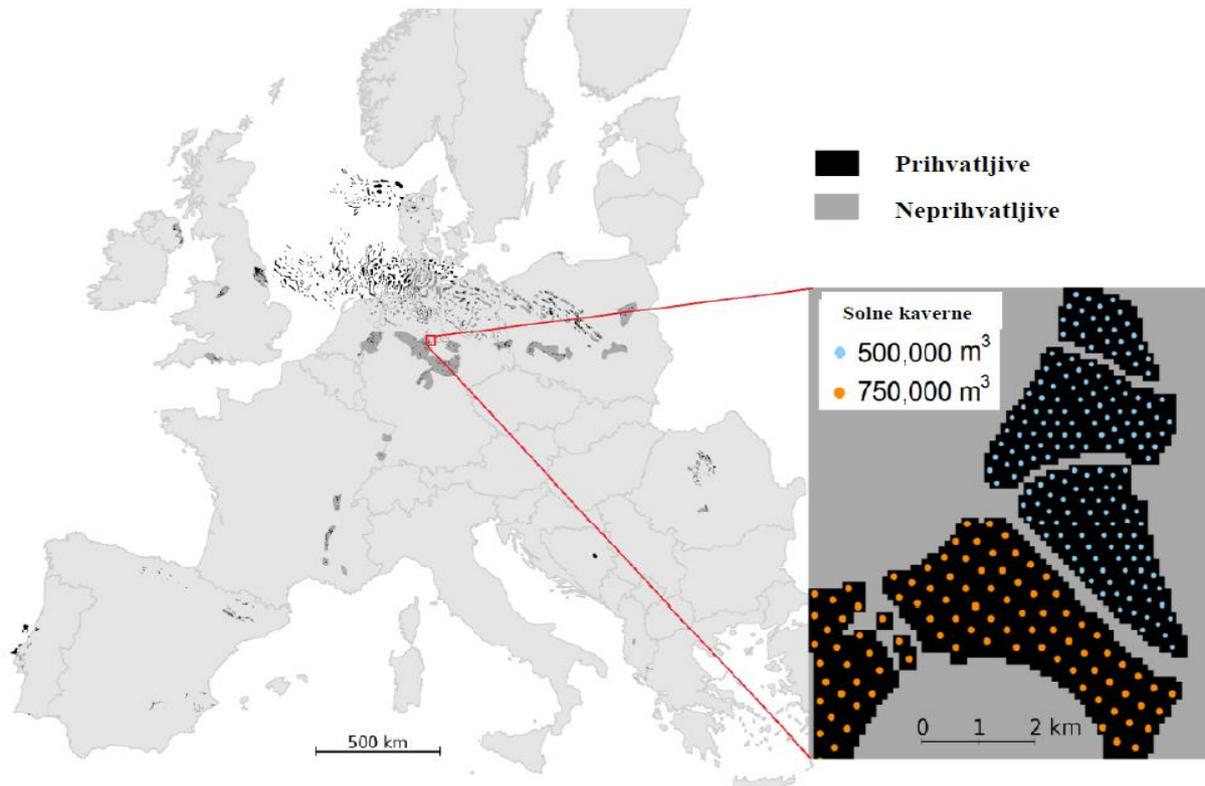 Prihvatljive
Neprihvatljive
Solne kaverne
500,000 m³
750,000 m³
0 1 2 km
500 km